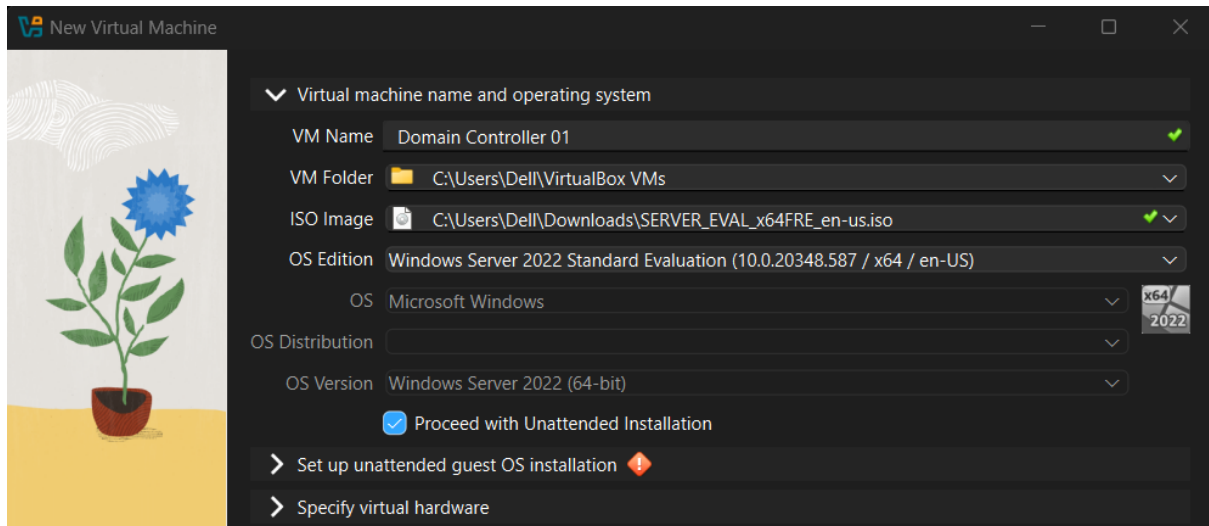 New Virtual Machine
Virtual machine name and operating system
VM Name Domain Controller 01
VM Folder C:\Users\Dell\VirtualBox VMs
ISO Image C:\Users\Dell\Downloads\SERVER_EVAL_x64FRE_en-us.iso
OS Edition Windows Server 2022 Standard Evaluation (10.0.20348.587 / x64 / en-US)
OS Microsoft Windows x64
2022
OS Distribution
OS Version Windows Server 2022 (64-bit)
Proceed with Unattended Installation
Set up unattended guest OS installation
Specify virtual hardware